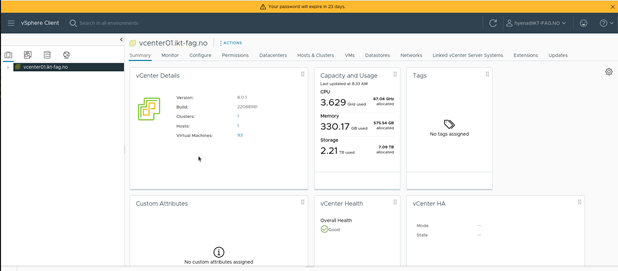 Your password will expire in 23 days.
vSphere Client
Search in all environments
hjelna@IKT-FAG.NO
vcenter01.ikt-fag.no
ACTIONS
Summary Monitor Configure Permissions Datacenters Hosts & Clusters VMs Datastores Networks Linked vCenter Server Systems Extensions Updates
vcenter01.ikt-fag.no
vCenter Details
Version: 8.0.1
Build:
Clusters: 1
Hosts: 1
Virtual Machines: 93
Capacity and Usage
Last updated at 8:33 AM
CPU
3.629 GHz used
67.04 GHz allocated
Memory
330.17 GB used
575.54 GB allocated
Storage
2.21 TB used
7.09 TB allocated
Tags
No tags assigned
Custom Attributes
No custom attributes assigned
vCenter Health
Overall Health
Good
vCenter HA
Mode --
State --